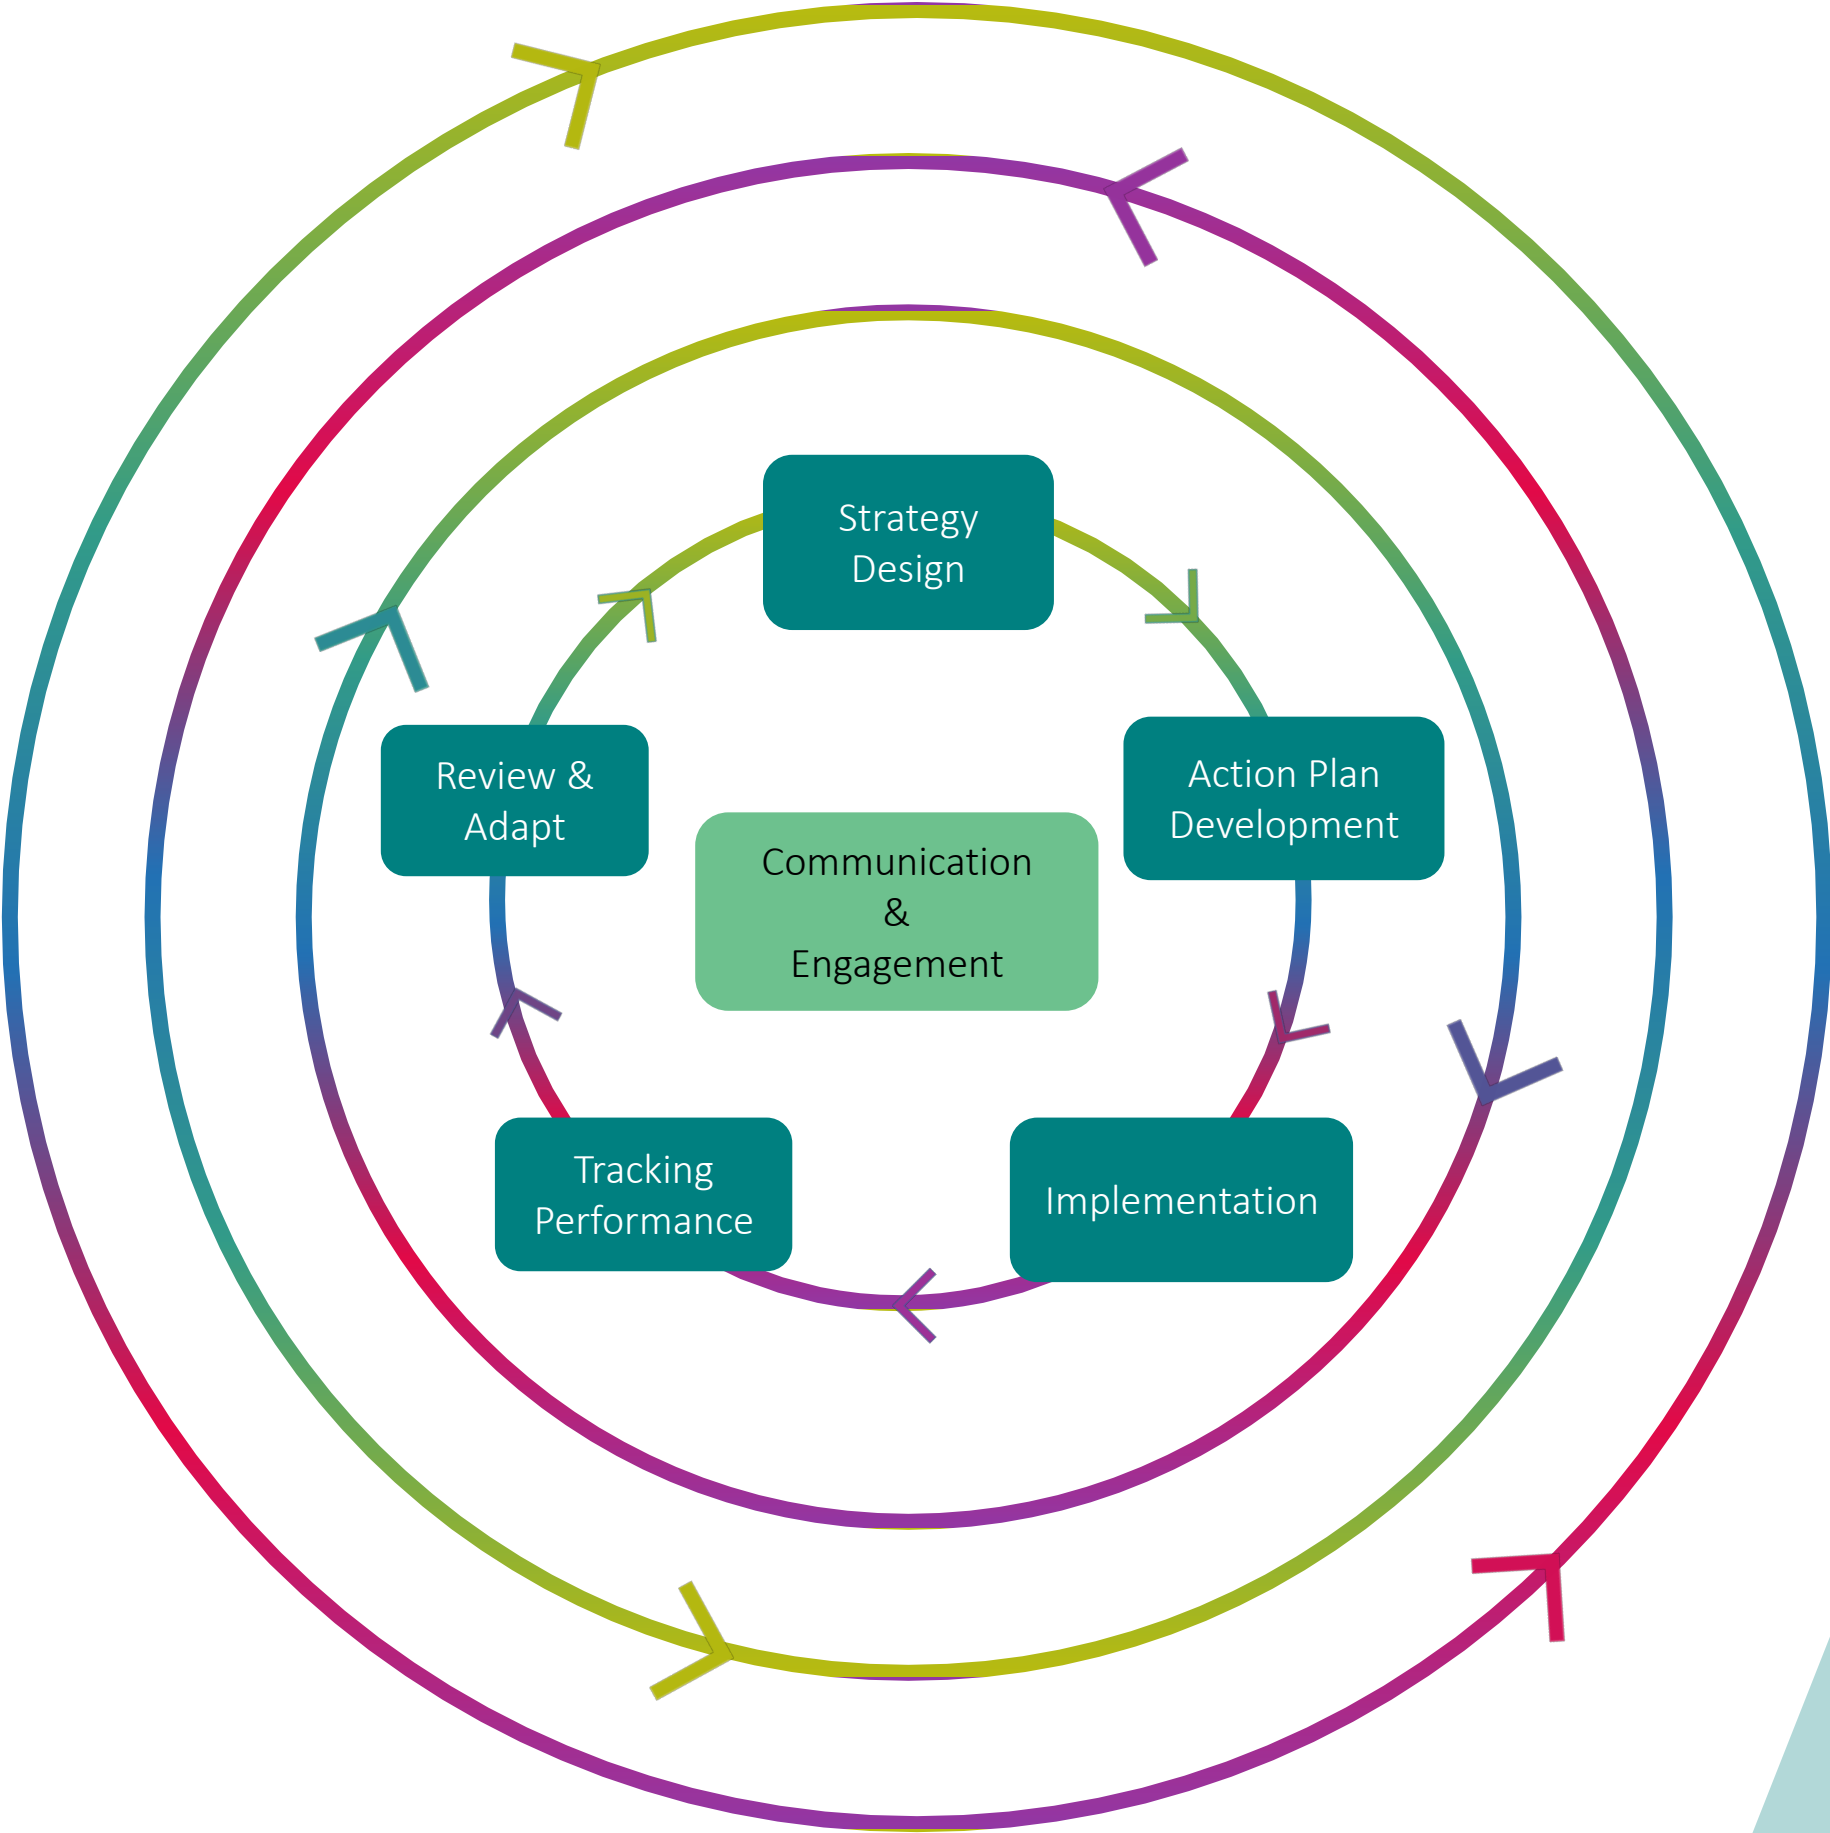 Strategy
Design
Review &
Adapt
Action Plan
Development
Communication
&
Engagement
Tracking
Performance
Implementation